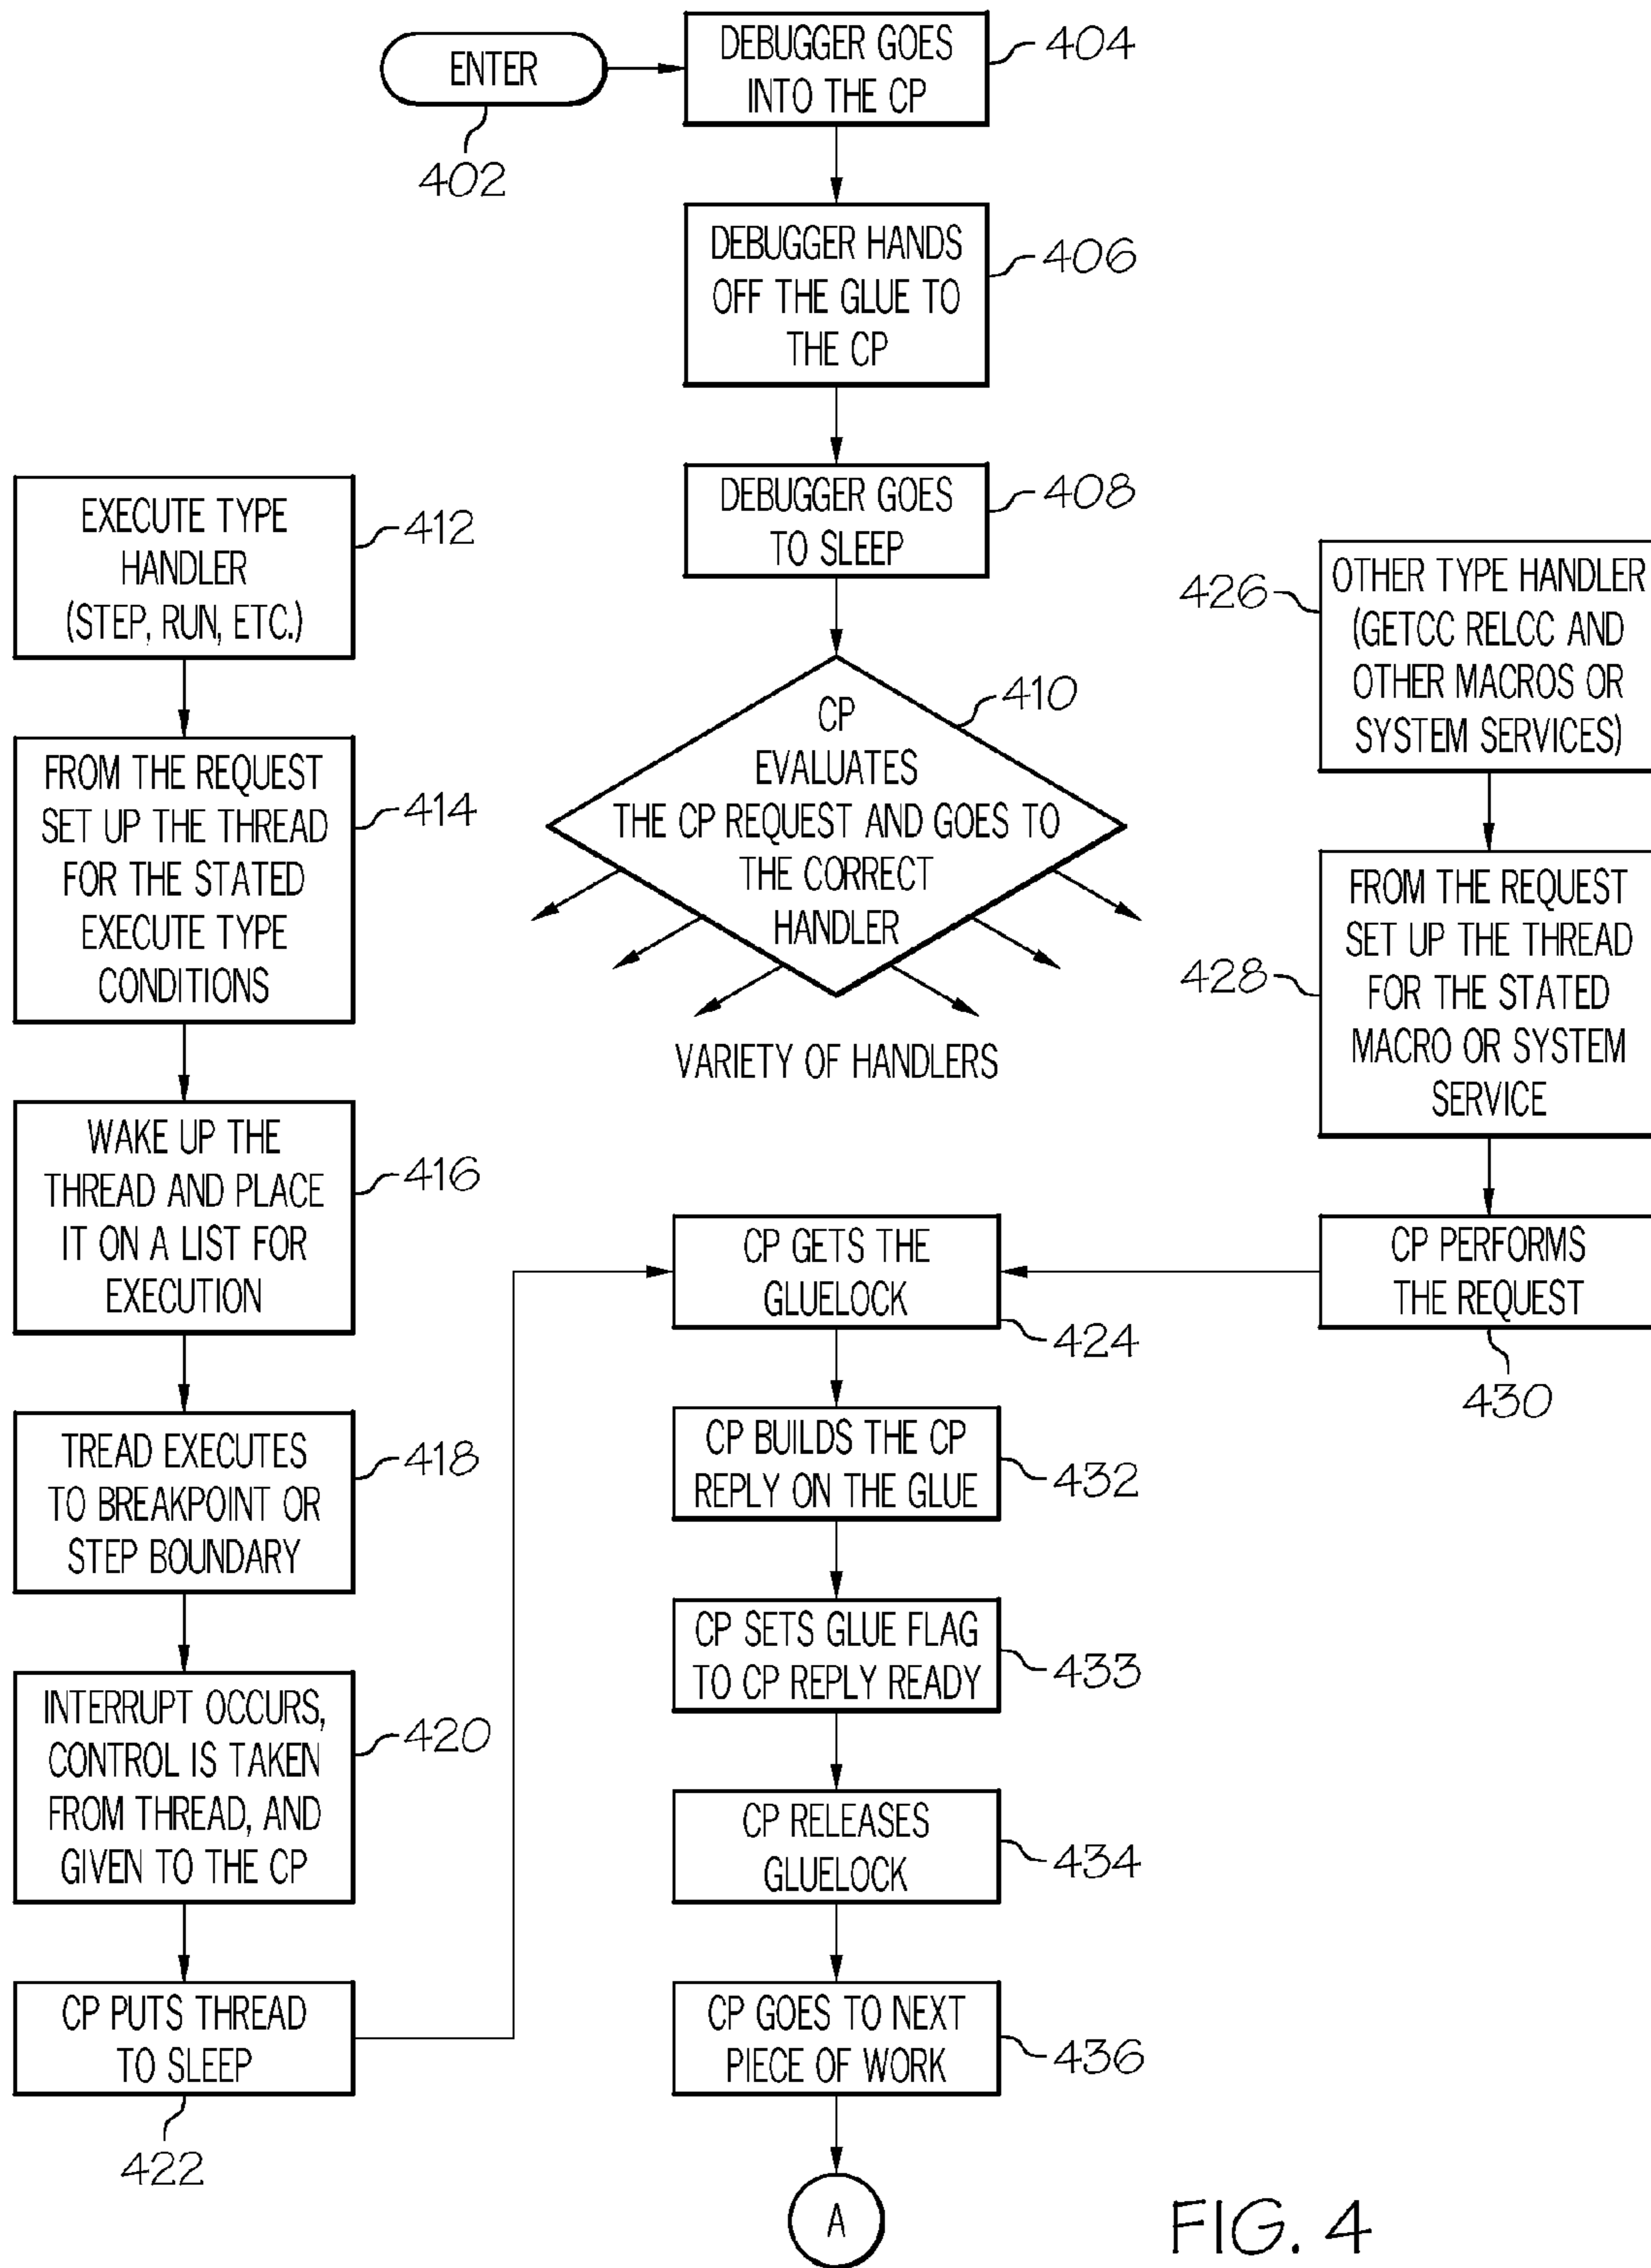 ENTER
402
DEBUGGER GOES
INTO THE CP
404
DEBUGGER HANDS
OFF THE GLUE TO
THE CP
406
DEBUGGER GOES
TO SLEEP
408
CP
EVALUATES
THE CP REQUEST AND GOES TO
THE CORRECT
HANDLER
410
VARIETY OF HANDLERS
EXECUTE TYPE
HANDLER
(STEP, RUN, ETC.)
412
FROM THE REQUEST
SET UP THE THREAD
FOR THE STATED
EXECUTE TYPE
CONDITIONS
414
WAKE UP THE
THREAD AND PLACE
IT ON A LIST FOR
EXECUTION
416
TREAD EXECUTES
TO BREAKPOINT OR
STEP BOUNDARY
418
INTERRUPT OCCURS,
CONTROL IS TAKEN
FROM THREAD, AND
GIVEN TO THE CP
420
CP PUTS THREAD
TO SLEEP
422
426
OTHER TYPE HANDLER
(GETCC RELCC AND
OTHER MACROS OR
SYSTEM SERVICES)
428
FROM THE REQUEST
SET UP THE THREAD
FOR THE STATED
MACRO OR SYSTEM
SERVICE
CP PERFORMS
THE REQUEST
430
CP GETS THE
GLUELOCK
424
CP BUILDS THE CP
REPLY ON THE GLUE
432
CP SETS GLUE FLAG
TO CP REPLY READY
433
CP RELEASES
GLUELOCK
434
CP GOES TO NEXT
PIECE OF WORK
436
A
FIG. 4